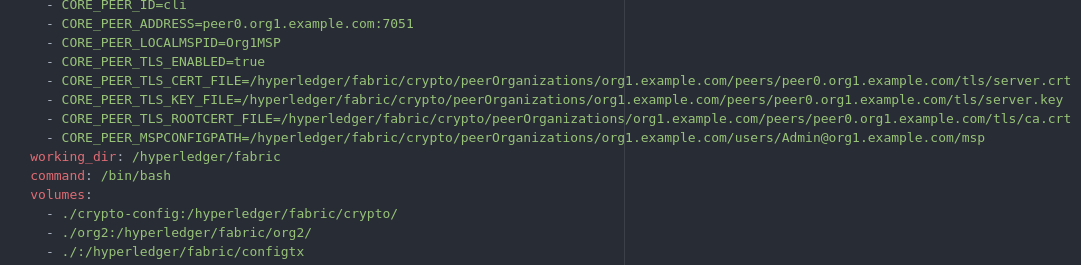 - CORE_PEER_ID=cli
- CORE_PEER_ADDRESS=peer0.org1.example.com:7051
- CORE_PEER_LOCALMSPID=Org1MSP
- CORE_PEER_TLS_ENABLED=true
- CORE_PEER_TLS_CERT_FILE=/hyperledger/fabric/crypto/peerOrganizations/org1.example.com/peers/peer0.org1.example.com/tls/server.crt
- CORE_PEER_TLS_KEY_FILE=/hyperledger/fabric/crypto/peerOrganizations/org1.example.com/peers/peer0.org1.example.com/tls/server.key
- CORE_PEER_TLS_ROOTCERT_FILE=/hyperledger/fabric/crypto/peerOrganizations/org1.example.com/peers/peer0.org1.example.com/tls/ca.crt
- CORE_PEER_MSPCONFIGPATH=/hyperledger/fabric/crypto/peerOrganizations/org1.example.com/users/Admin@org1.example.com/msp
working_dir: /hyperledger/fabric
command: /bin/bash
volumes:
- ./crypto-config:/hyperledger/fabric/crypto/
- ./org2:/hyperledger/fabric/org2/
- ./:/hyperledger/fabric/configtx